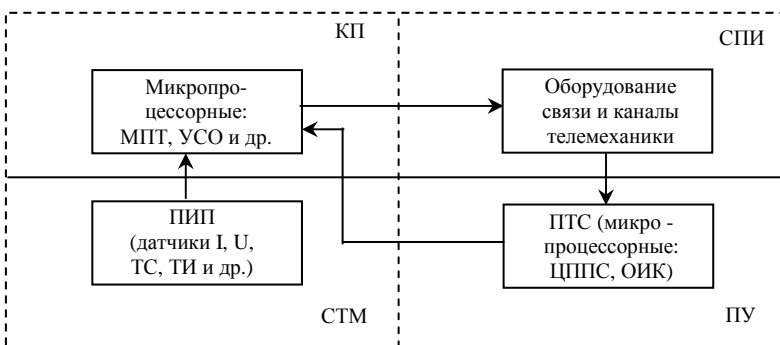 КП
СПИ
Микропро-
цессорные:
МПТ, УСО и др.
Оборудование
связи и каналы
телемеханики
ПИП
(датчики I, U,
ТС, ТИ и др.)
ПТС (микро -
процессорные:
ЦППС, ОИК)
СТМ
ПУ